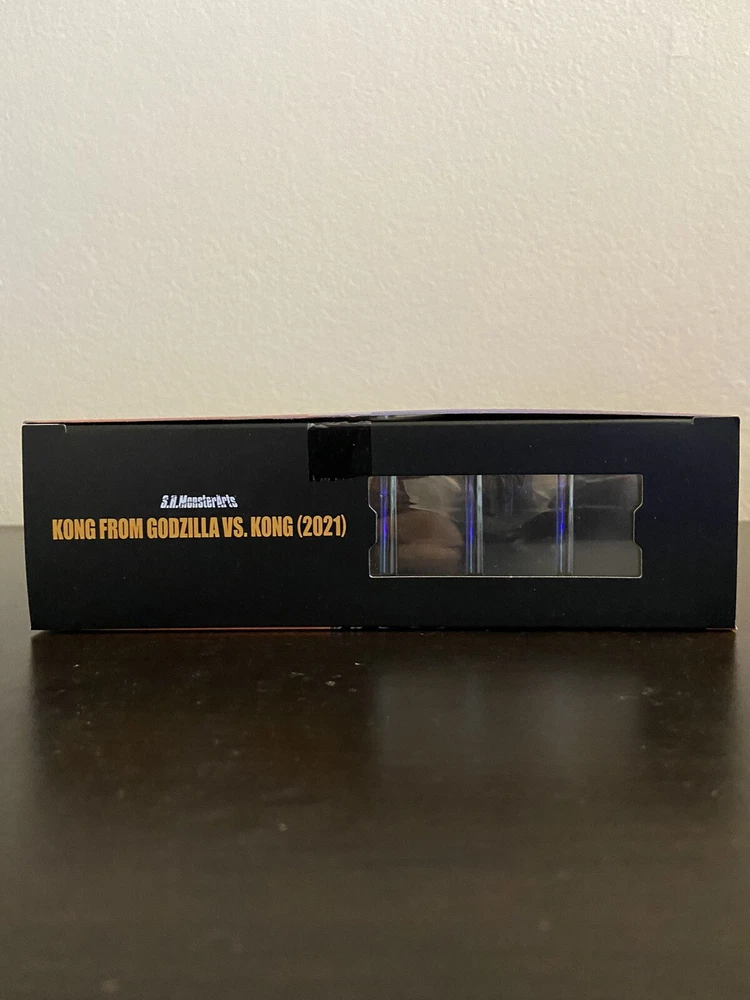 S.H.MonsterArts
KONG FROM GODZILLA VS. KONG (2021)